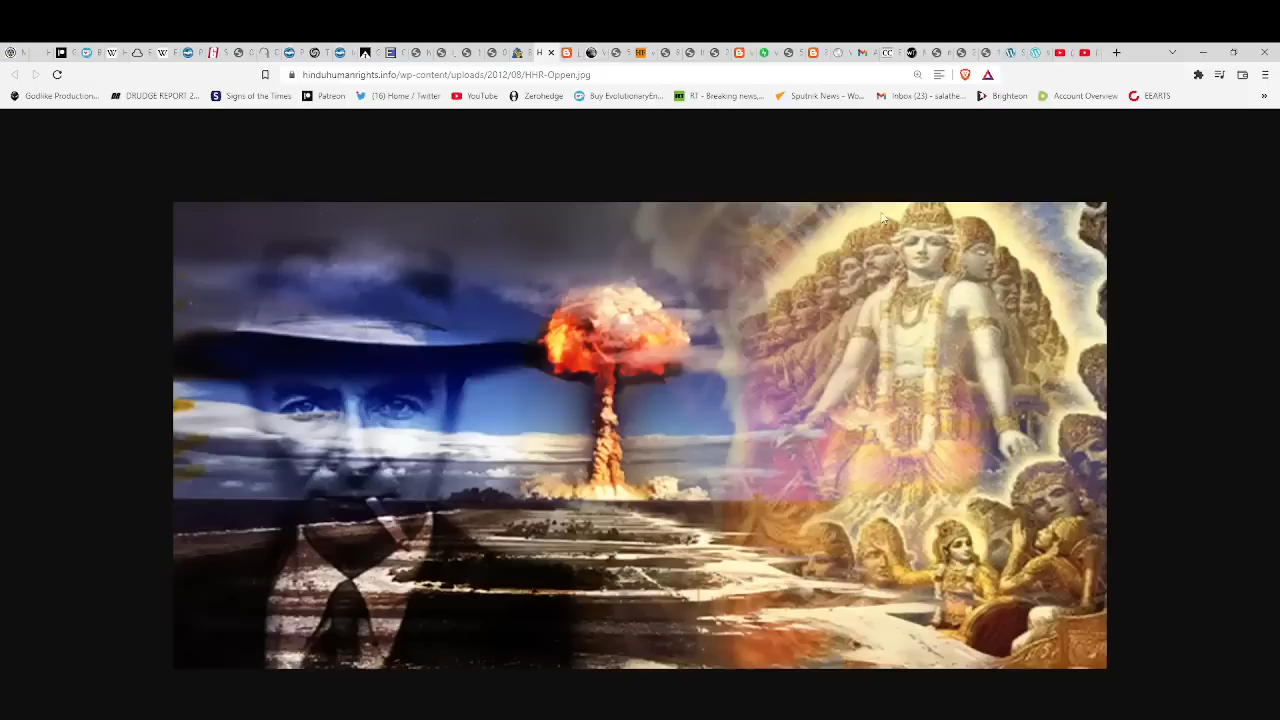 hinduhumanrights.info/wp-content/uploads/2012/08/HHR-Oppen.jpg
Godlike Production... DRUDGE REPORT 2... Signs of the Times Patreon (16) Home / Twitter YouTube Zerohedge Buy EvolutionaryEn... RT - Breaking news,... Sputnik News - Wo... Inbox (23) - salathe... Brighteon Account Overview EEARTS »